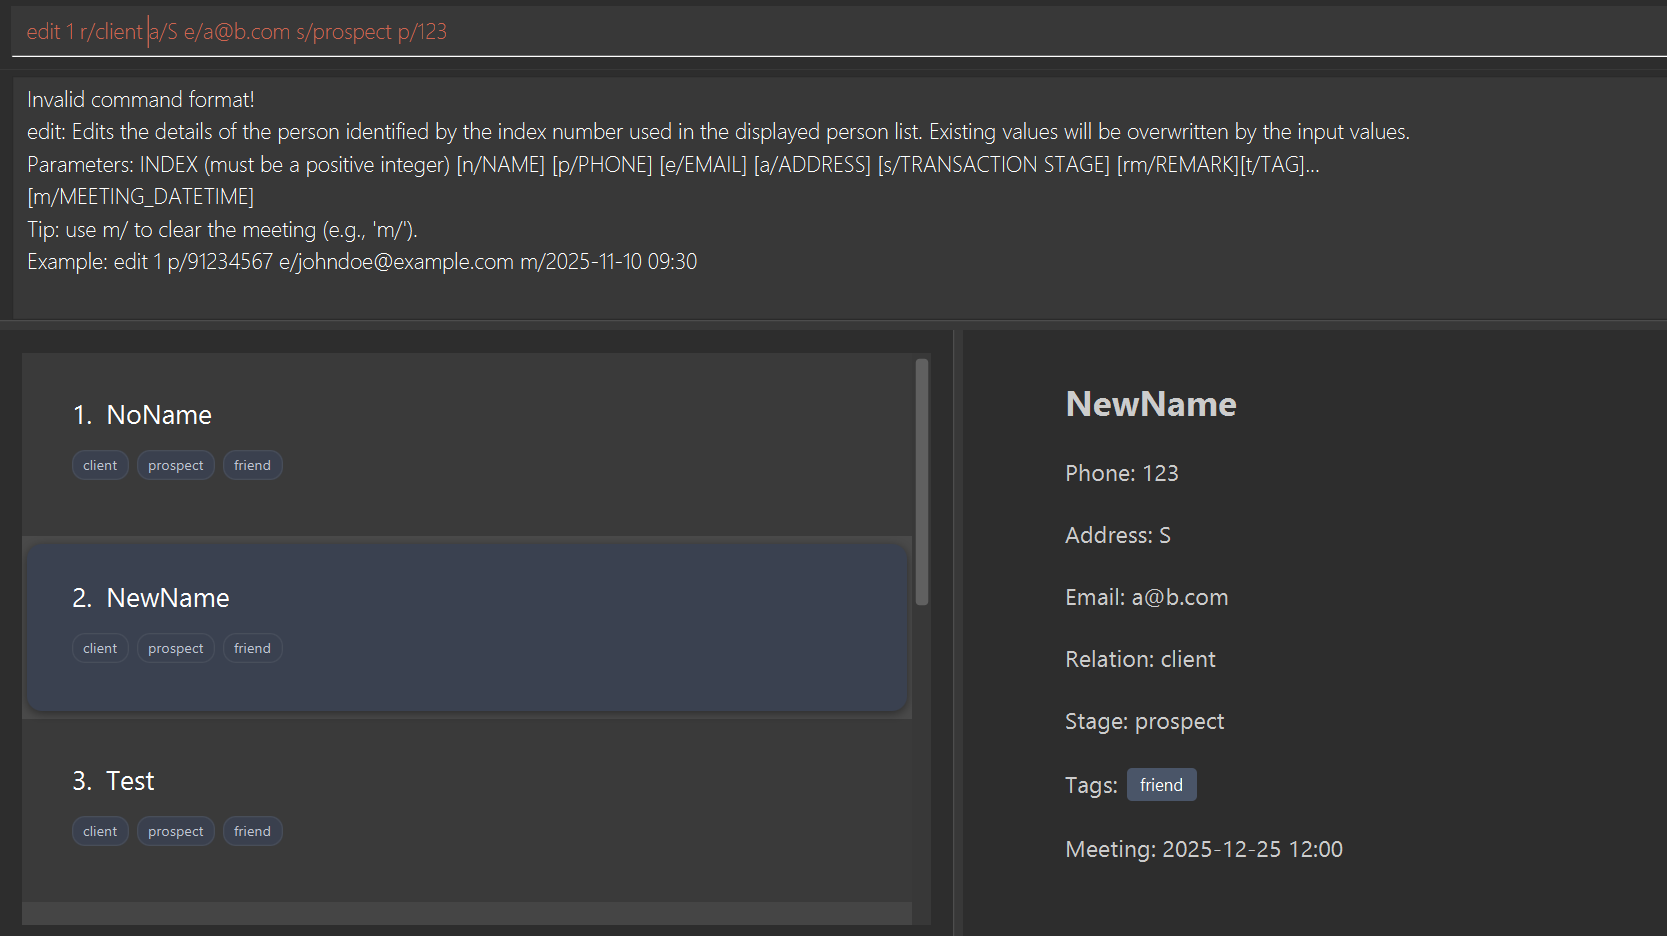 edit 1 r/client a/S e/a@b.com s/prospect p/123
Invalid command format!
edit: Edits the details of the person identified by the index number used in the displayed person list. Existing values will be overwritten by the input values.
Parameters: INDEX (must be a positive integer) [n/NAME] [p/PHONE] [e/EMAIL] [a/ADDRESS] [s/TRANSACTION STAGE] [rm/REMARK][t/TAG]...
[m/MEETING_DATETIME]
Tip: use m/ to clear the meeting (e.g., 'm/').
Example: edit 1 p/91234567 e/johndoe@example.com m/2025-11-10 09:30
1. NoName
client prospect friend
2. NewName
client prospect friend
3. Test
client prospect friend
NewName
Phone: 123
Address: S
Email: a@b.com
Relation: client
Stage: prospect
Tags: friend
Meeting: 2025-12-25 12:00